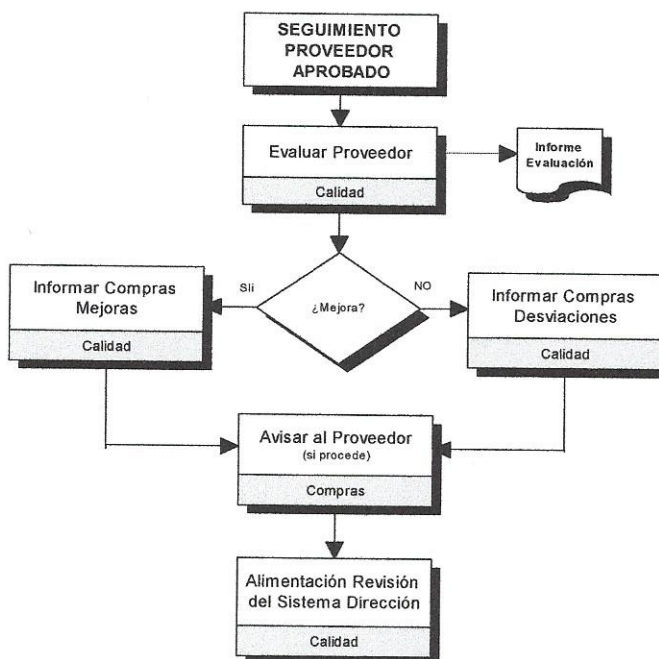 SEGUIMIENTO
PROVEEDOR
APROBADO
Evaluar Proveedor
Calidad
Informe
Evaluación
¿Mejora?
SIi
NO
Informar Compras
Mejoras
Calidad
Informar Compras
Desviaciones
Calidad
Avisar al Proveedor
(si procede)
Compras
Alimentación Revisión
del Sistema Dirección
Calidad